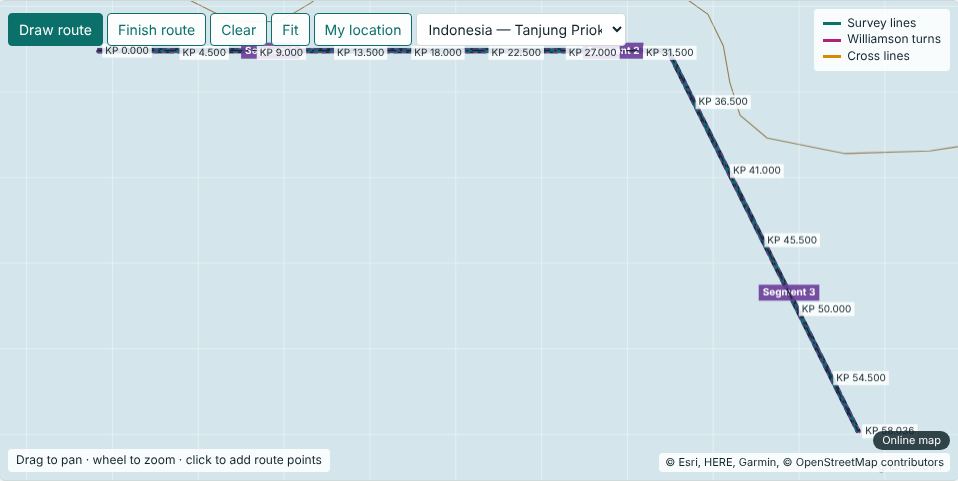 Draw route
Finish route
Clear
Fit
My location
Indonesia — Tanjung Priok
Survey lines
Williamson turns
Cross lines
KP 0.000
KP 4.500
KP 9.000
KP 13.500
KP 18.000
KP 22.500
KP 27.000
KP 31.500
KP 36.500
KP 41.000
KP 45.500
Segment 3
KP 50.000
KP 54.500
KP 58.036
Online map
Drag to pan · wheel to zoom · click to add route points
© Esri, HERE, Garmin, © OpenStreetMap contributors